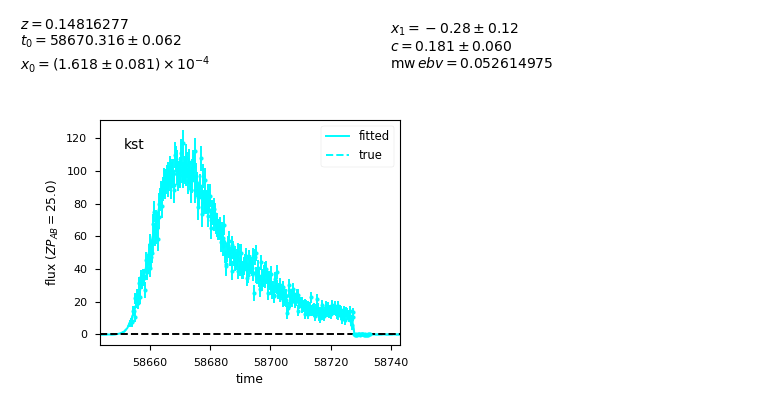 z = 0.14816277
t₀ = 58670.316 ± 0.062
x₀ = (1.618 ± 0.081) × 10⁻⁴
x₁ = −0.28 ± 0.12
c = 0.181 ± 0.060
mw ebv = 0.052614975
kst
fitted
true
120
100
80
60
40
20
0
flux (ZP_AB = 25.0)
58660 58680 58700 58720 58740
time